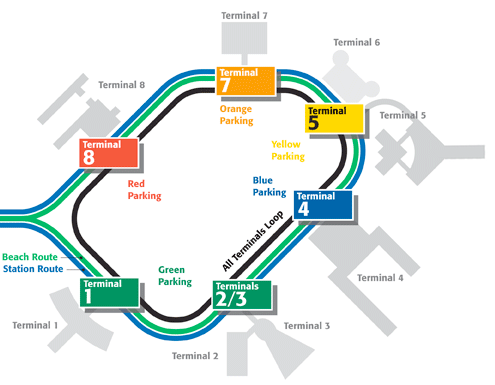 Terminal 7
Terminal 6
Terminal
7
Terminal 8
Orange
Parking
Terminal
5
Terminal 5
Terminal
8
Yellow
Parking
Red
Parking
Blue
Parking
Terminal
4
All Terminals Loop
Beach Route
Station Route
Green
Parking
Terminal 4
Terminal
1
Terminals
2/3
Terminal 1
Terminal 3
Terminal 2